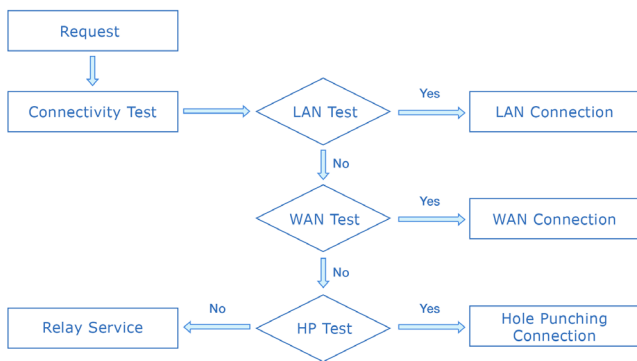 Request
Connectivity Test
LAN Test
Yes
LAN Connection
No
WAN Test
Yes
WAN Connection
No
Relay Service
No
HP Test
Yes
Hole Punching
Connection